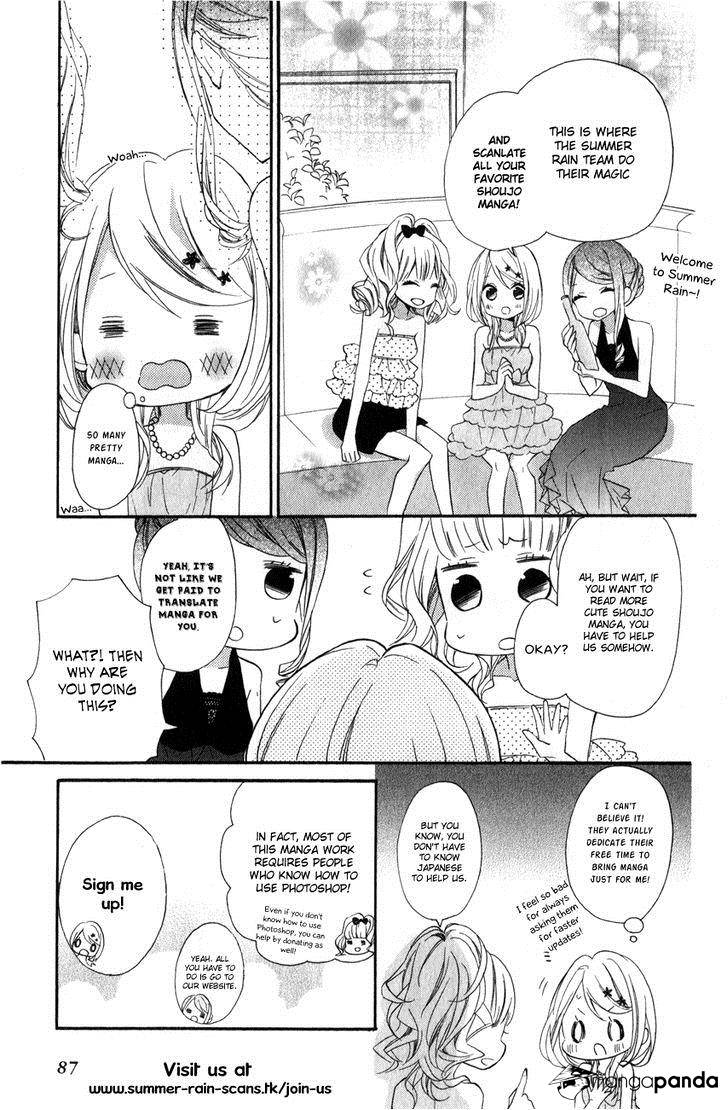 THIS IS WHERE
THE SUMMER
RAIN TEAM DO
THEIR MAGIC
AND
SCANLATE
ALL YOUR
FAVORITE
SHOUJO
MANGA!
Welcome
to Summer
Rain~!
Woah...
SO MANY
PRETTY
MANGA...
Waa...
AH, BUT WAIT, IF
YOU WANT TO
READ MORE
CUTE SHOUJO
MANGA, YOU
HAVE TO HELP
US SOMEHOW.
OKAY?
YEAH, IT'S
NOT LIKE WE
GET PAID TO
TRANSLATE
MANGA FOR
YOU.
WHAT?! THEN
WHY ARE
YOU DOING
THIS?
I CAN'T
BELIEVE IT!
THEY ACTUALLY
DEDICATE THEIR
FREE TIME TO
BRING MANGA
JUST FOR ME!
I feel so bad
for always
asking them
for faster
updates!
BUT YOU
KNOW, YOU
DON'T HAVE
TO KNOW
JAPANESE
TO HELP US.
IN FACT, MOST OF
THIS MANGA WORK
REQUIRES PEOPLE
WHO KNOW HOW TO
USE PHOTOSHOP!
Even if you don't
know how to use
Photoshop, you can
help by donating as
well!
Sign me
up!
YEAH. ALL
YOU HAVE TO
DO IS GO TO
OUR WEBSITE.
87
Visit us at
www.summer-rain-scans.tk/join-us
mangapanda